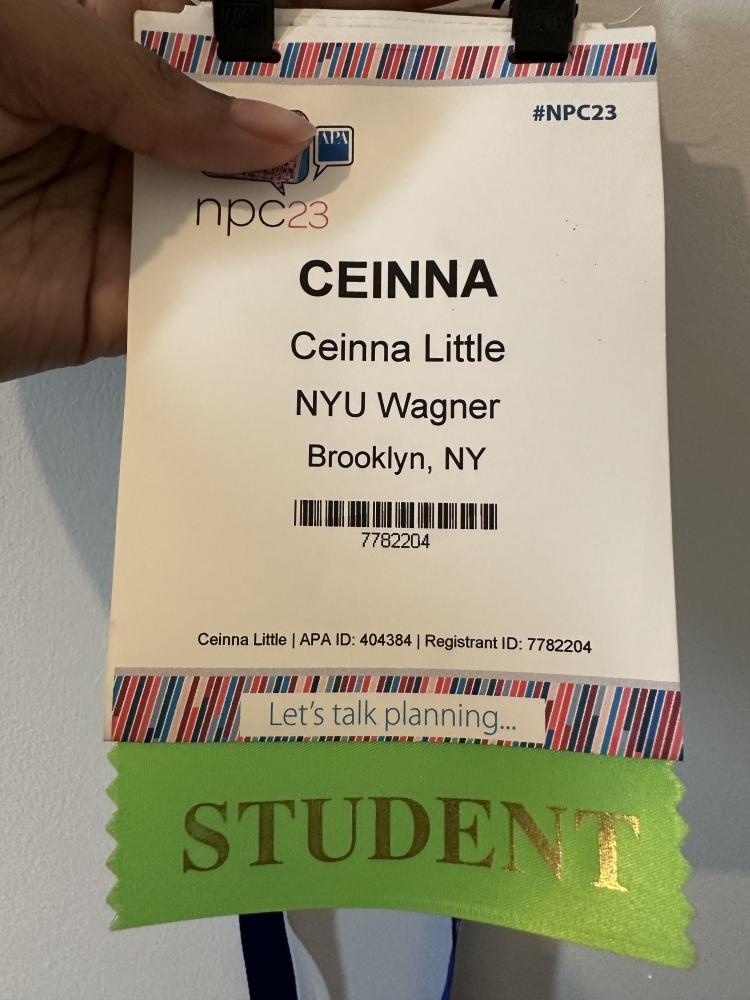 #NPC23
APA
npc23
CEINNA
Ceinna Little
NYU Wagner
Brooklyn, NY
7782204
Ceinna Little | APA ID: 404384 | Registrant ID: 7782204
Let's talk planning...
STUDENT